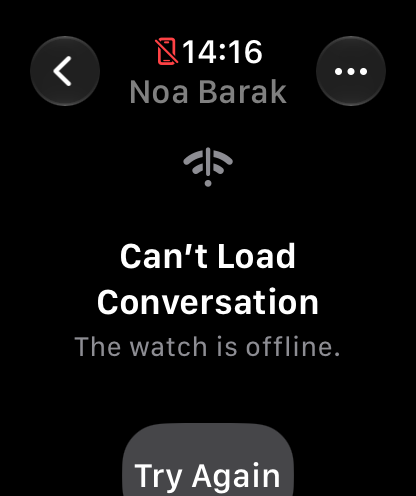 14:16
Noa Barak
Can't Load
Conversation
The watch is offline.
Try Again